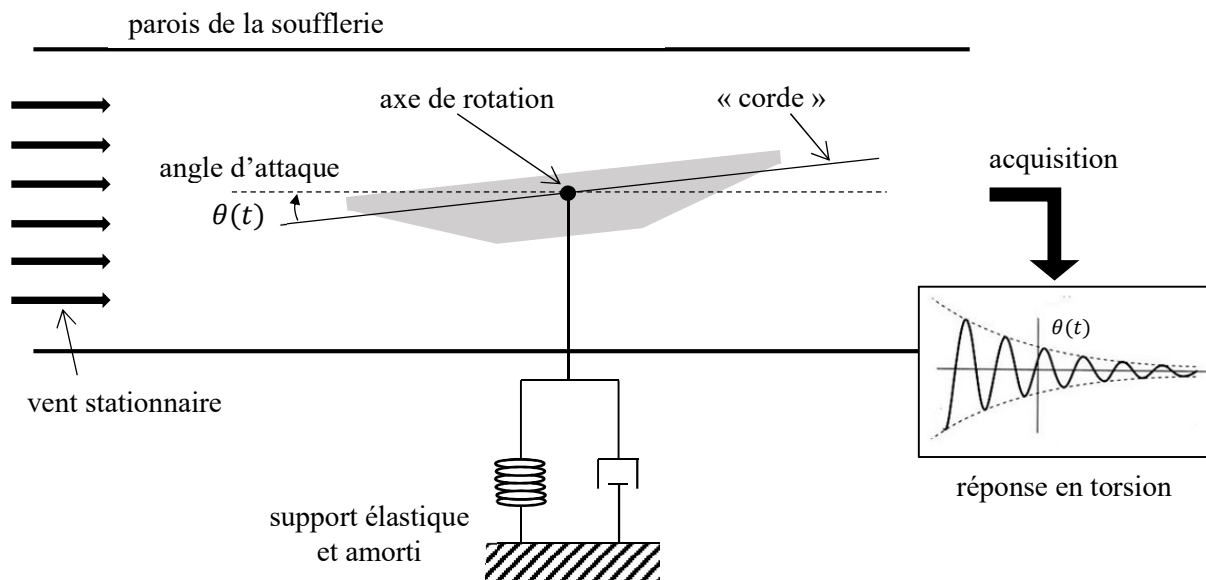 parois de la soufflerie
axe de rotation
« corde »
angle d’attaque
θ(t)
acquisition
θ(t)
vent stationnaire
réponse en torsion
support élastique
et amorti